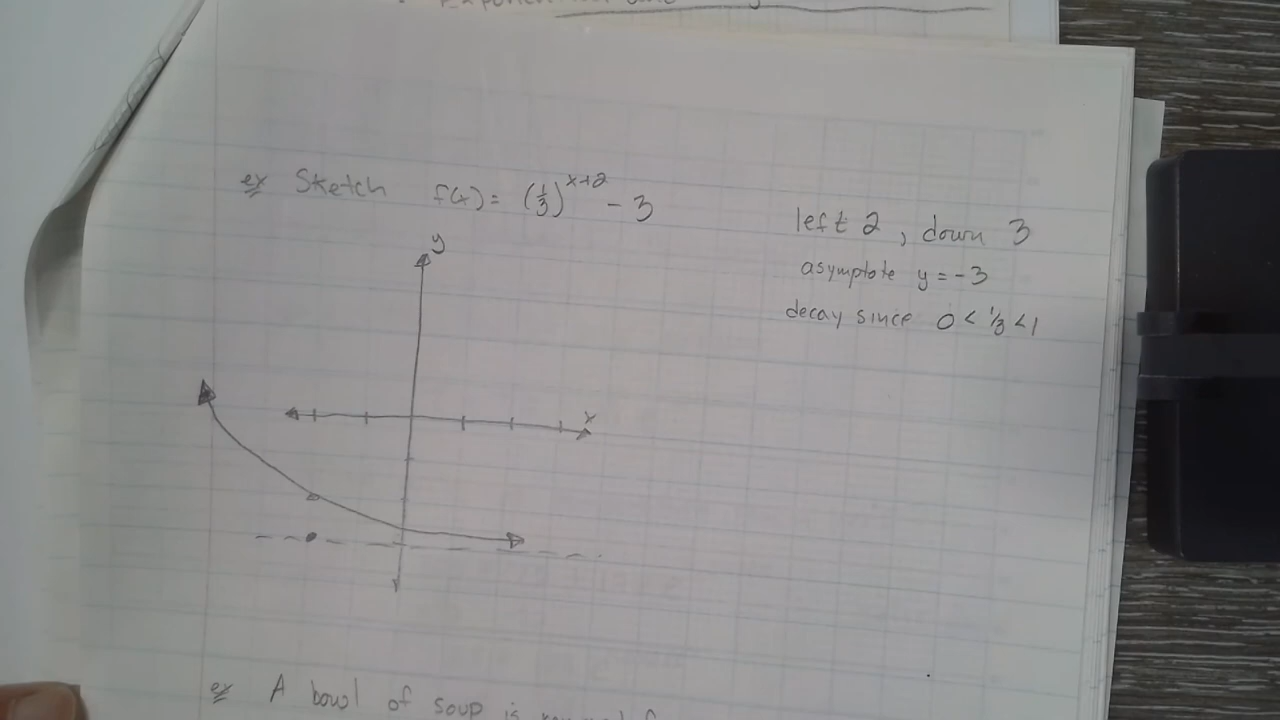 ex Sketch f(x) = (1/3)^(x+2) - 3
left 2, down 3
asymptote y = -3
decay since 0 < 1/3 < 1
y
x
ex A bowl of soup is